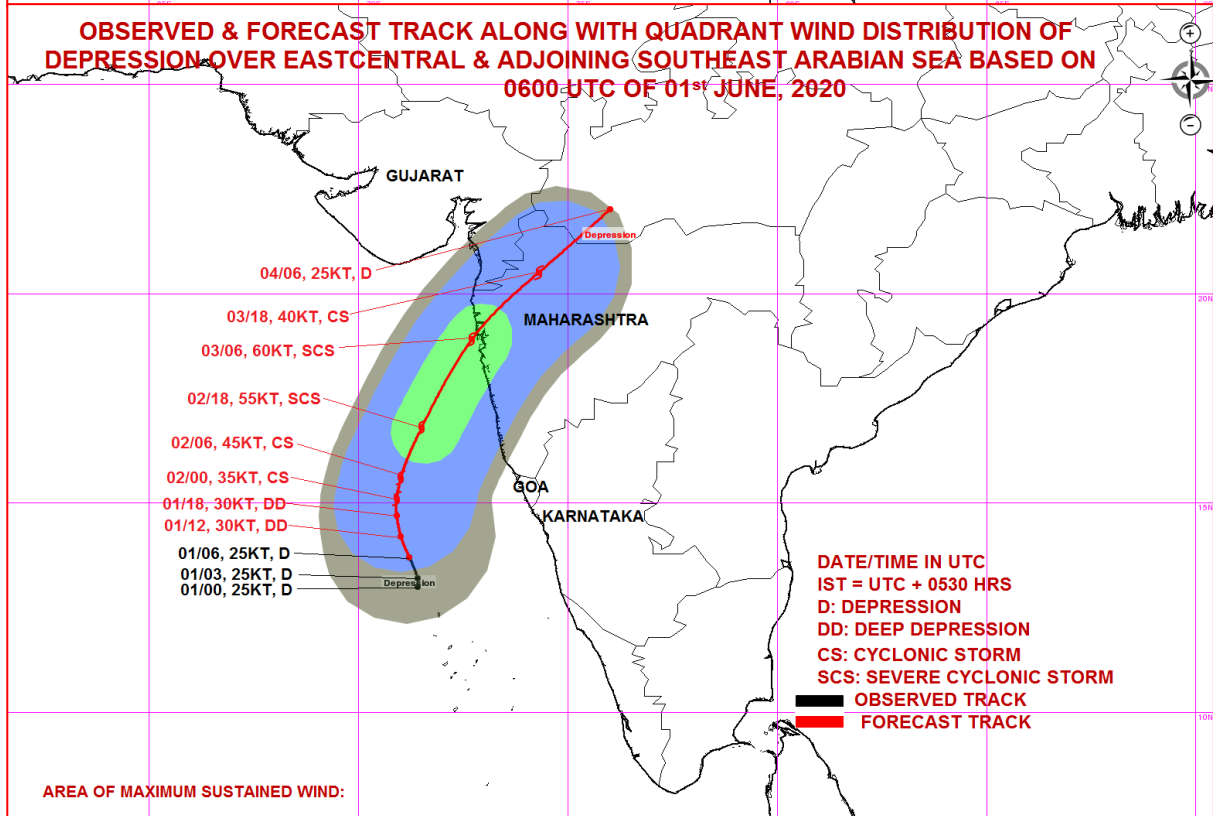 OBSERVED & FORECAST TRACK ALONG WITH QUADRANT WIND DISTRIBUTION OF
DEPRESSION OVER EASTCENTRAL & ADJOINING SOUTHEAST ARABIAN SEA BASED ON
0600 UTC OF 01st JUNE, 2020
GUJARAT
Depression
04/06, 25KT, D
20N
03/18, 40KT, CS
MAHARASHTRA
03/06, 60KT, SCS
02/18, 55KT, SCS
02/06, 45KT, CS
02/00, 35KT, CS
GOA
01/18, 30KT, DD
15N
KARNATAKA
01/12, 30KT, DD
01/06, 25KT, D
01/03, 25KT, D
Depression
01/00, 25KT, D
DATE/TIME IN UTC
IST = UTC + 0530 HRS
D: DEPRESSION
DD: DEEP DEPRESSION
CS: CYCLONIC STORM
SCS: SEVERE CYCLONIC STORM
OBSERVED TRACK
FORECAST TRACK
10N
AREA OF MAXIMUM SUSTAINED WIND: